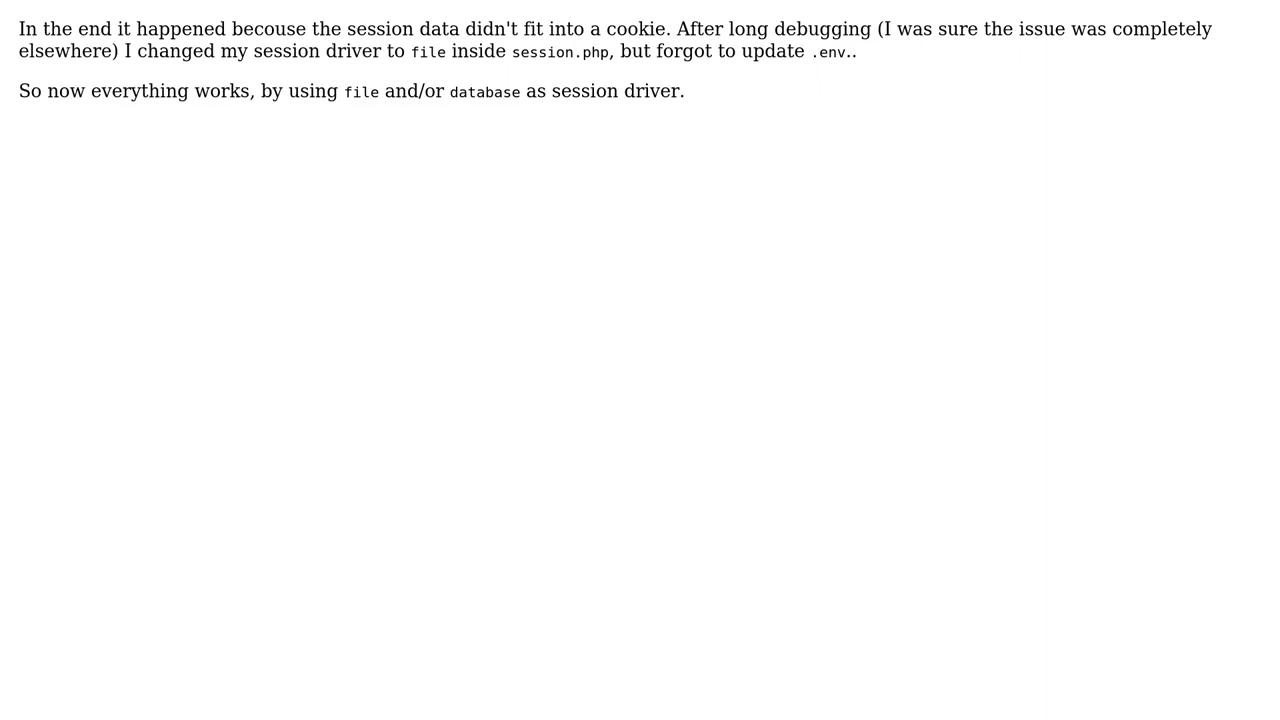 In the end it happened becouse the session data didn't fit into a cookie. After long debugging (I was sure the issue was completely
elsewhere) I changed my session driver to file inside session.php, but forgot to update .env..
So now everything works, by using file and/or database as session driver.